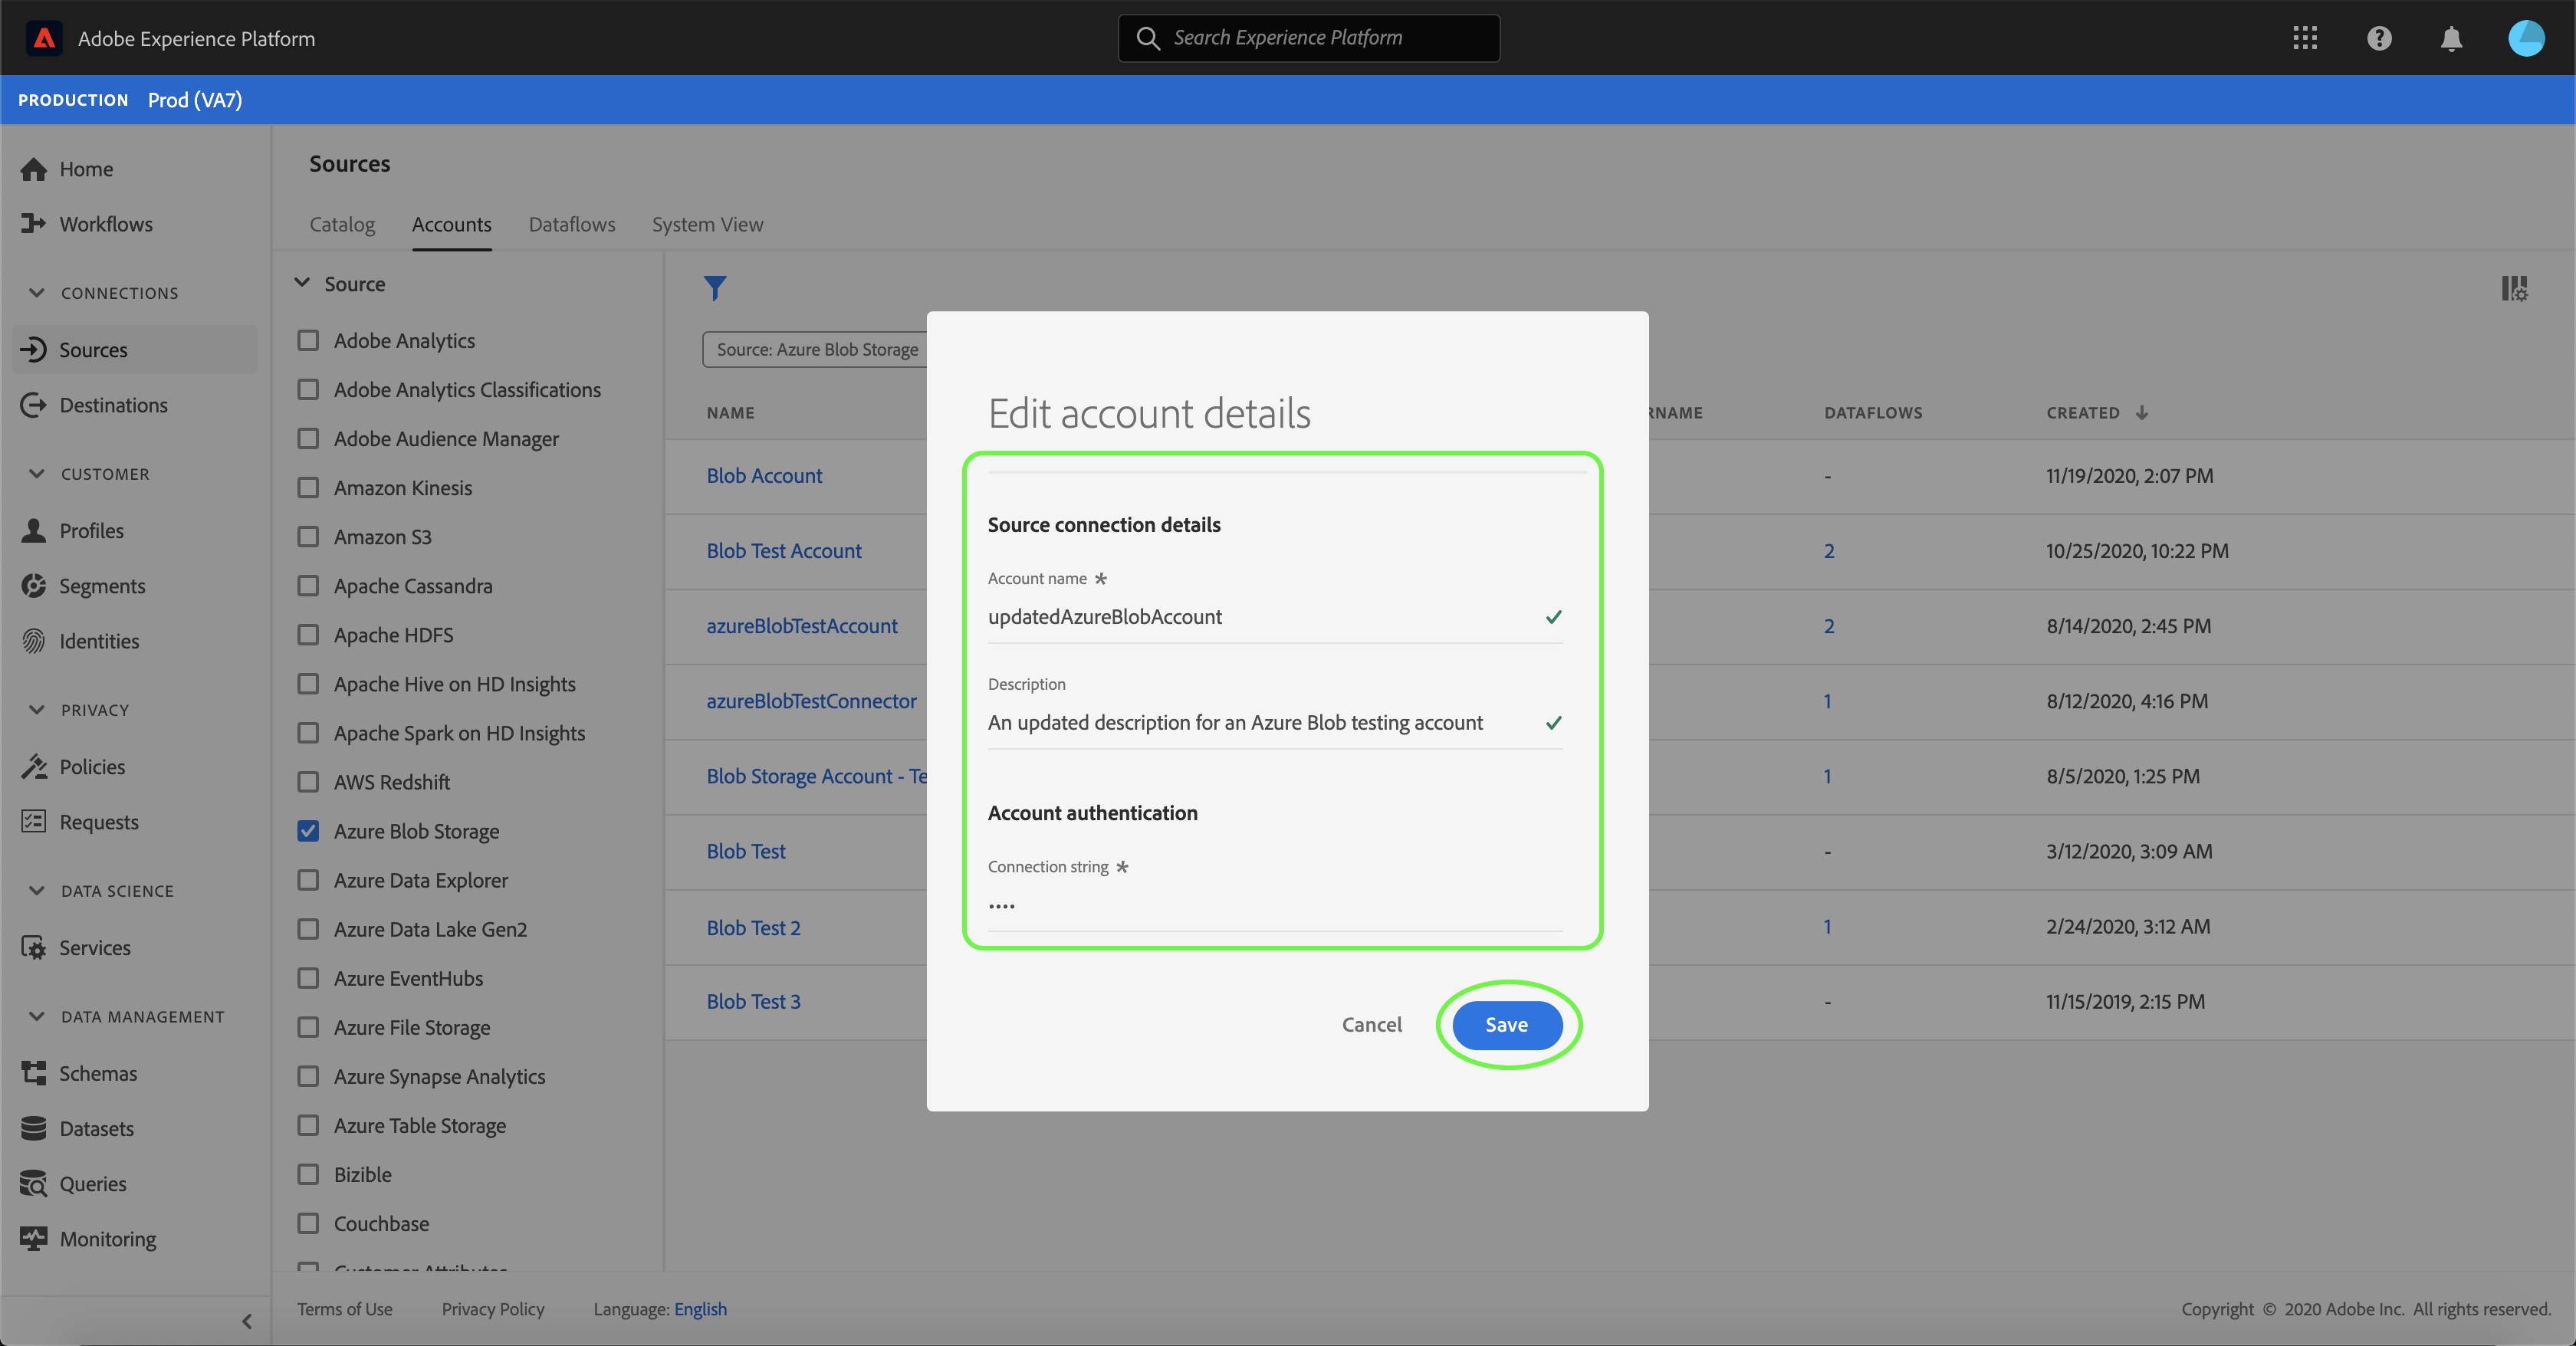 Adobe Experience Platform
Search Experience Platform
PRODUCTION Prod (VA7)
Home
Workflows
CONNECTIONS
Sources
Destinations
CUSTOMER
Profiles
Segments
Identities
PRIVACY
Policies
Requests
DATA SCIENCE
Services
DATA MANAGEMENT
Schemas
Datasets
Queries
Monitoring
Sources
Catalog Accounts Dataflows System View
Source
Adobe Analytics
Adobe Analytics Classifications
Adobe Audience Manager
Amazon Kinesis
Amazon S3
Apache Cassandra
Apache HDFS
Apache Hive on HD Insights
Apache Spark on HD Insights
AWS Redshift
Azure Blob Storage
Azure Data Explorer
Azure Data Lake Gen2
Azure EventHubs
Azure File Storage
Azure Synapse Analytics
Azure Table Storage
Bizible
Couchbase
Customer Attributes
Source: Azure Blob Storage
NAME RNAME DATAFLOWS CREATED
Blob Account - 11/19/2020, 2:07 PM
Blob Test Account 2 10/25/2020, 10:22 PM
azureBlobTestAccount 2 8/14/2020, 2:45 PM
azureBlobTestConnector 1 8/12/2020, 4:16 PM
Blob Storage Account - Te 1 8/5/2020, 1:25 PM
Blob Test - 3/12/2020, 3:09 AM
Blob Test 2 1 2/24/2020, 3:12 AM
Blob Test 3 - 11/15/2019, 2:15 PM
Edit account details
Source connection details
Account name *
updatedAzureBlobAccount
Description
An updated description for an Azure Blob testing account
Account authentication
Connection string *
••••
Cancel Save
Terms of Use Privacy Policy Language: English
Copyright © 2020 Adobe Inc. All rights reserved.